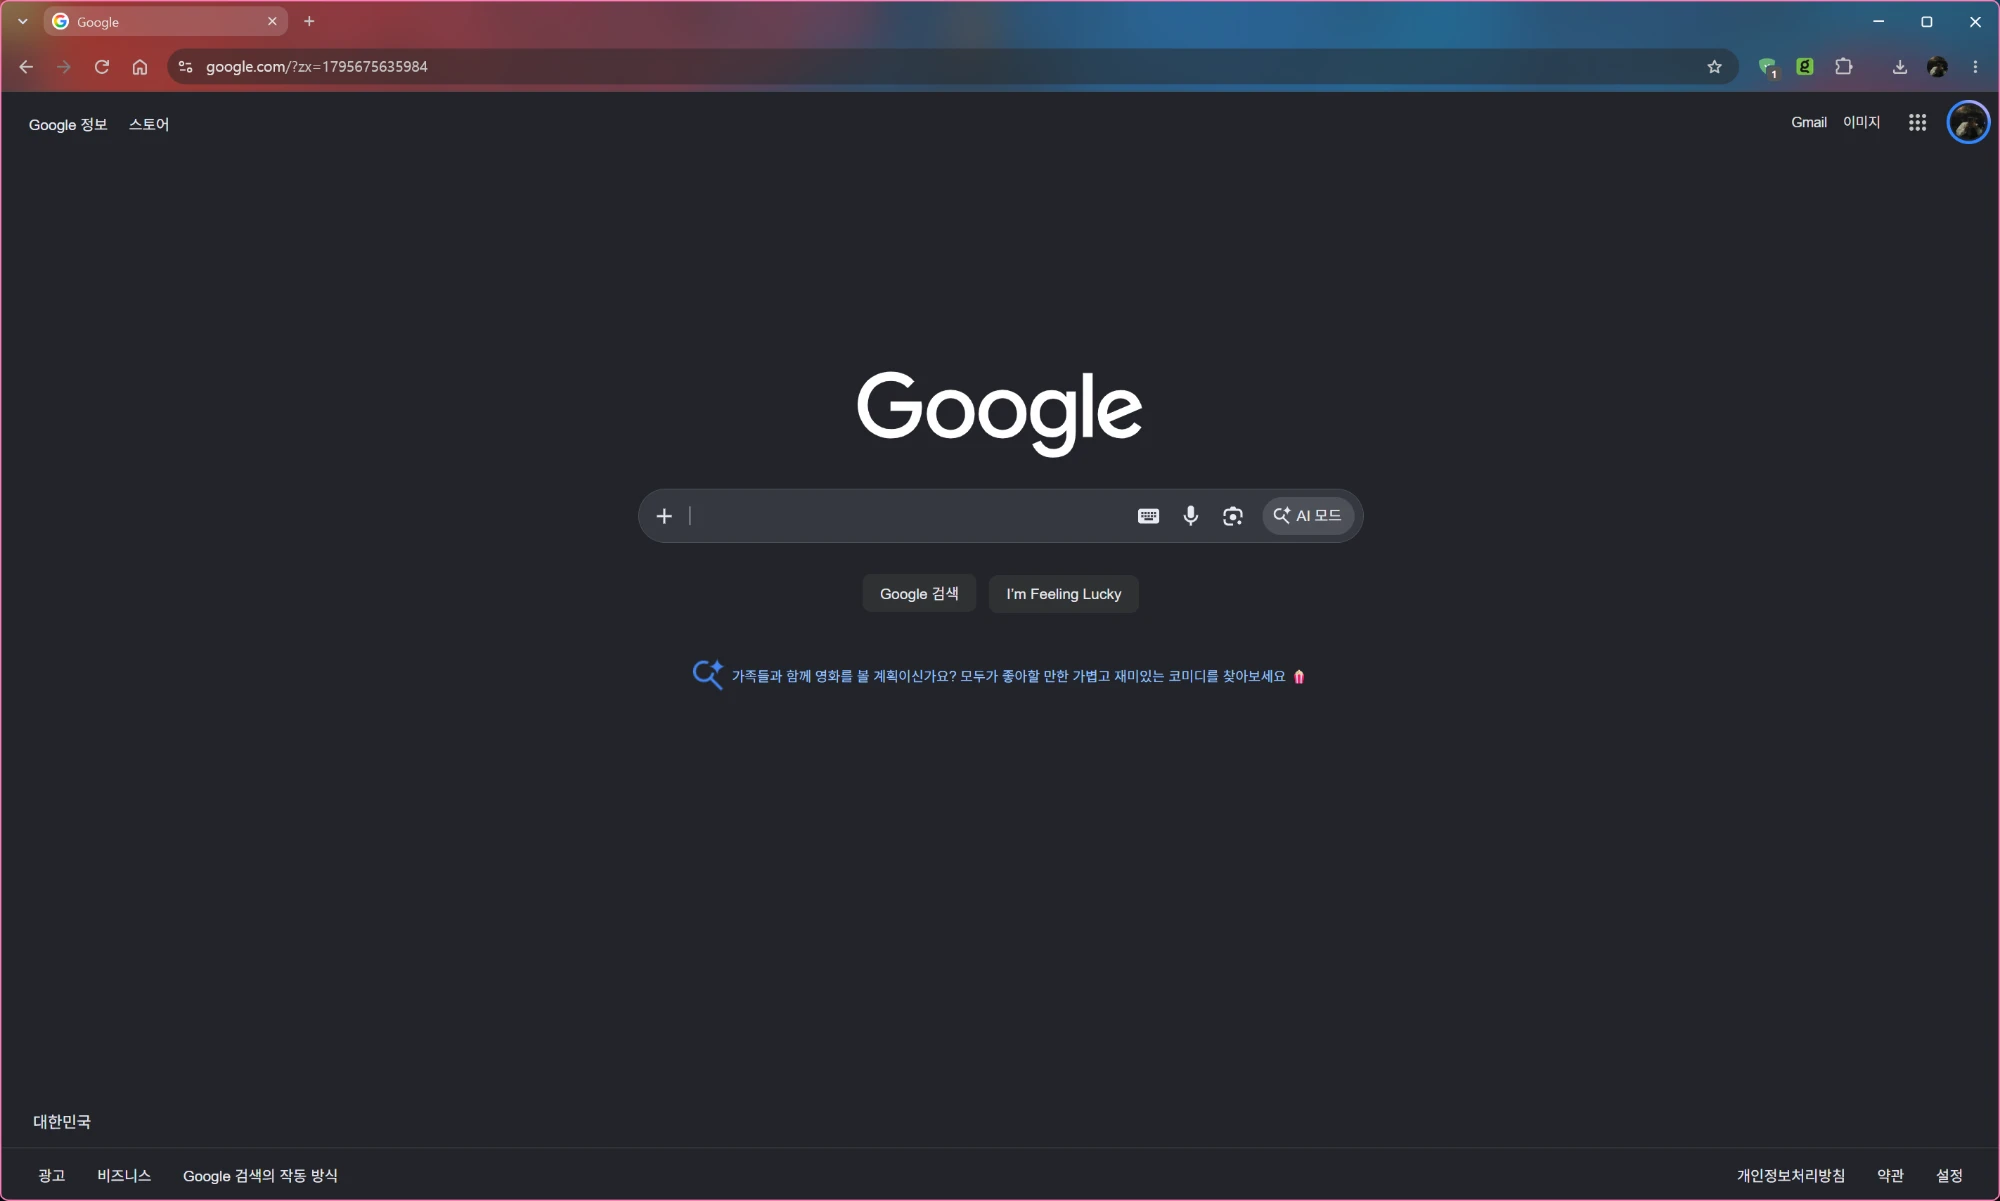 Google
google.com/?zx=1795675635984
1
g
Google 정보 스토어
Gmail 이미지
Google
AI 모드
Google 검색 I'm Feeling Lucky
가족들과 함께 영화를 볼 계획이신가요? 모두가 좋아할 만한 가볍고 재미있는 코미디를 찾아보세요 🍿
대한민국
광고 비즈니스 Google 검색의 작동 방식
개인정보처리방침 약관 설정